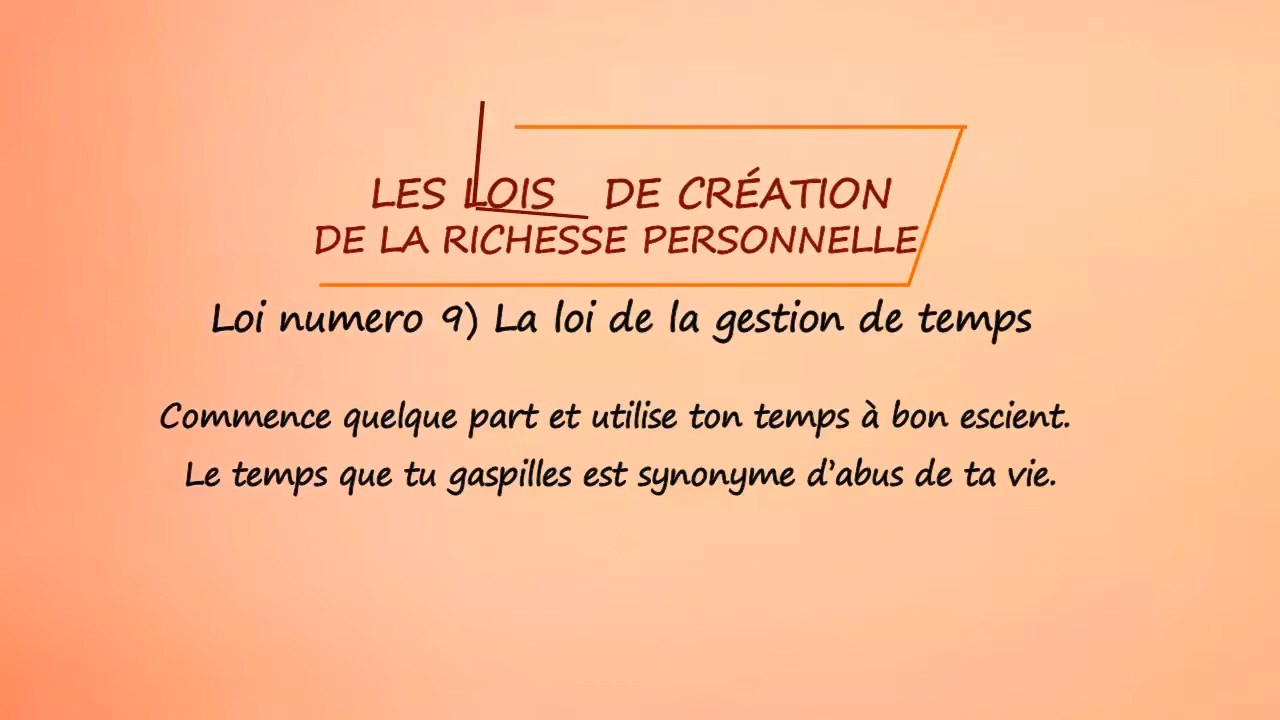 LES LOIS DE CRÉATION
DE LA RICHESSE PERSONNELLE
Loi numero 9) La loi de la gestion de temps
Commence quelque part et utilise ton temps à bon escient.
Le temps que tu gaspilles est synonyme d'abus de ta vie.